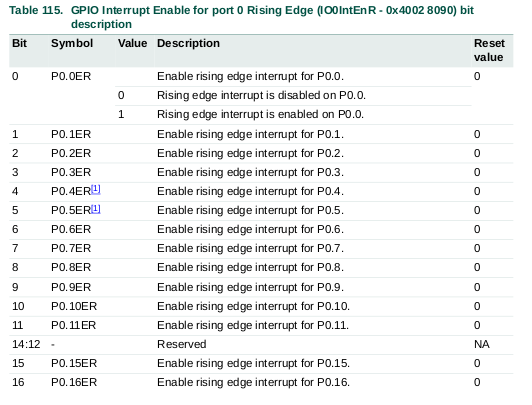 Table 115. GPIO Interrupt Enable for port 0 Rising Edge (IO0IntEnR - 0x4002 8090) bit
description
Bit Symbol Value Description Reset
value
0 P0.0ER Enable rising edge interrupt for P0.0. 0
0 Rising edge interrupt is disabled on P0.0.
1 Rising edge interrupt is enabled on P0.0.
1 P0.1ER Enable rising edge interrupt for P0.1. 0
2 P0.2ER Enable rising edge interrupt for P0.2. 0
3 P0.3ER Enable rising edge interrupt for P0.3. 0
4 P0.4ER[1] Enable rising edge interrupt for P0.4. 0
5 P0.5ER[1] Enable rising edge interrupt for P0.5. 0
6 P0.6ER Enable rising edge interrupt for P0.6. 0
7 P0.7ER Enable rising edge interrupt for P0.7. 0
8 P0.8ER Enable rising edge interrupt for P0.8. 0
9 P0.9ER Enable rising edge interrupt for P0.9. 0
10 P0.10ER Enable rising edge interrupt for P0.10. 0
11 P0.11ER Enable rising edge interrupt for P0.11. 0
14:12 - Reserved NA
15 P0.15ER Enable rising edge interrupt for P0.15. 0
16 P0.16ER Enable rising edge interrupt for P0.16. 0